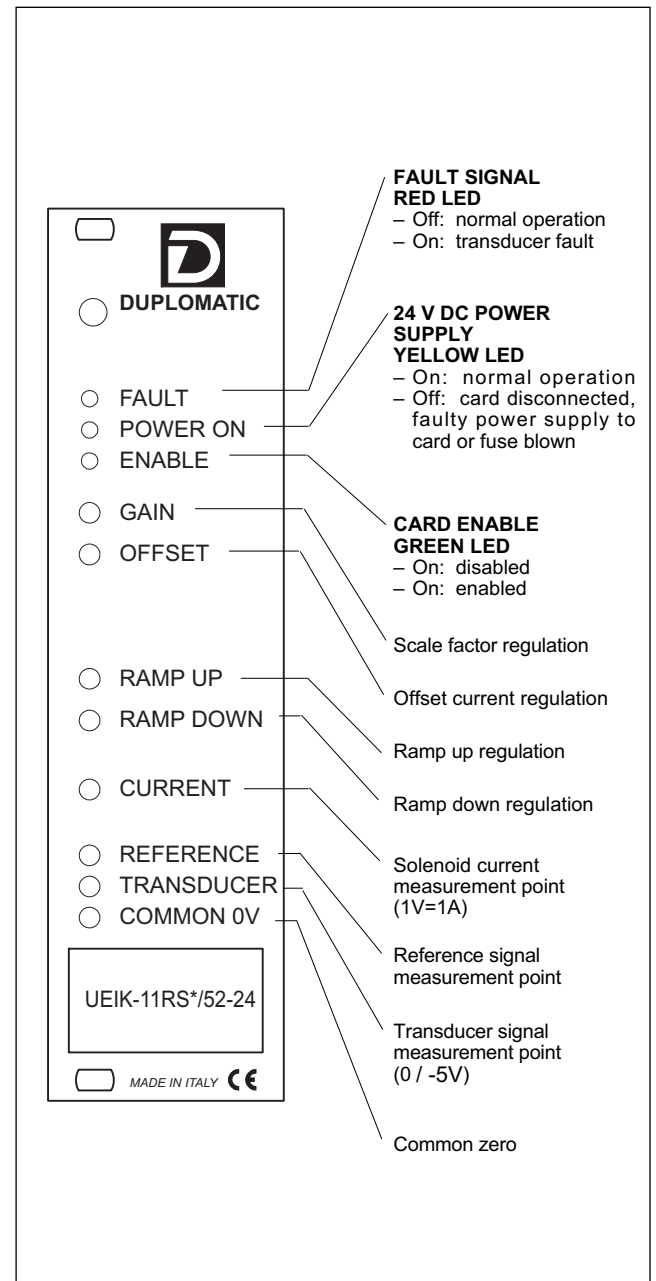 DUPLOMATIC
FAULT
POWER ON
ENABLE
GAIN
OFFSET
RAMP UP
RAMP DOWN
CURRENT
REFERENCE
TRANSDUCER
COMMON 0V
UEIK-11RS*/52-24
MADE IN ITALY CE
FAULT SIGNAL
RED LED
– Off: normal operation
– On: transducer fault
24 V DC POWER
SUPPLY
YELLOW LED
– On: normal operation
– Off: card disconnected,
faulty power supply to
card or fuse blown
CARD ENABLE
GREEN LED
– On: disabled
– On: enabled
Scale factor regulation
Offset current regulation
Ramp up regulation
Ramp down regulation
Solenoid current
measurement point
(1V=1A)
Reference signal
measurement point
Transducer signal
measurement point
(0 / -5V)
Common zero